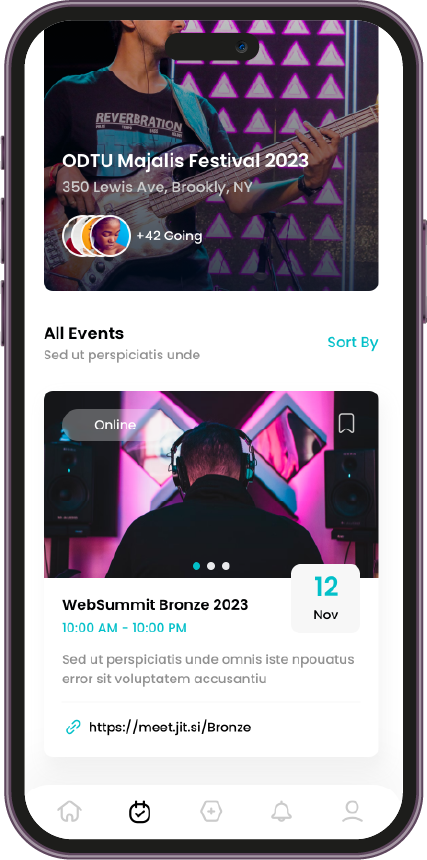 REVERBRATION
ODTU Majalis Festival 2023
350 Lewis Ave, Brookly, NY
+42 Going
All Events
Sed ut perspiciatis unde
Sort By
Online
12
Nov
WebSummit Bronze 2023
10:00 AM - 10:00 PM
Sed ut perspiciatis unde omnis iste npouatus
error sit voluptatem accusantiu
https://meet.jit.si/Bronze